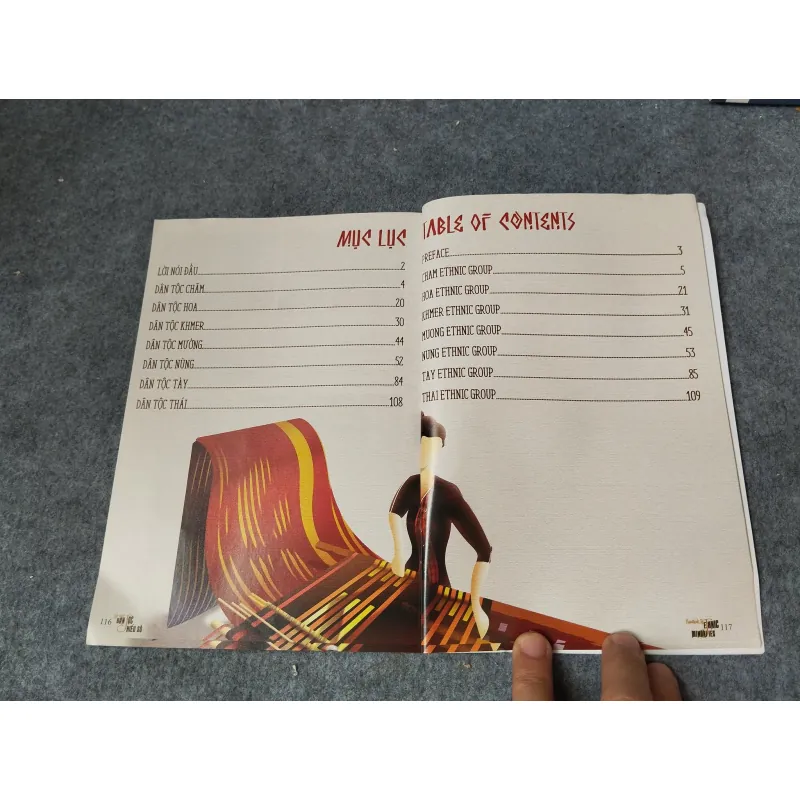 MỤC LỤC
LỜI NÓI ĐẦU 2
DÂN TỘC CHĂM 4
DÂN TỘC HOA 20
DÂN TỘC KHMER 30
DÂN TỘC MƯỜNG 44
DÂN TỘC NÙNG 52
DÂN TỘC TÀY 84
DÂN TỘC THÁI 108
116
TABLE OF CONTENTS
PREFACE 3
CHAM ETHNIC GROUP 5
HOA ETHNIC GROUP 21
KHMER ETHNIC GROUP 31
MUONG ETHNIC GROUP 45
NUNG ETHNIC GROUP 53
TAY ETHNIC GROUP 85
THAI ETHNIC GROUP 109
ETHNIC
MINORITIES
117